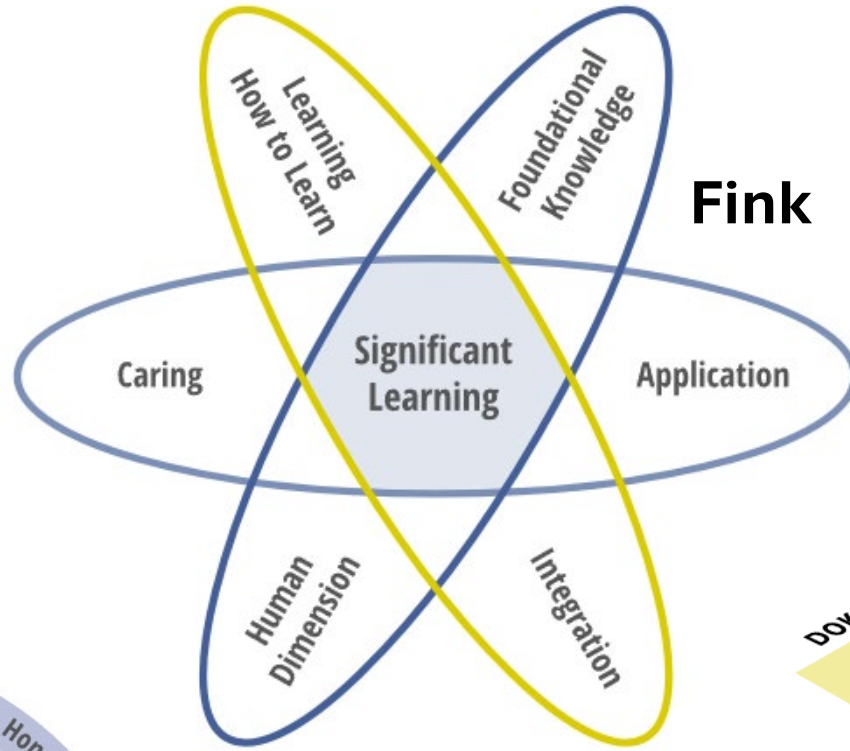 Learning
How to Learn
Foundational
Knowledge
Fink
Caring
Significant
Learning
Application
Human
Dimension
Integration